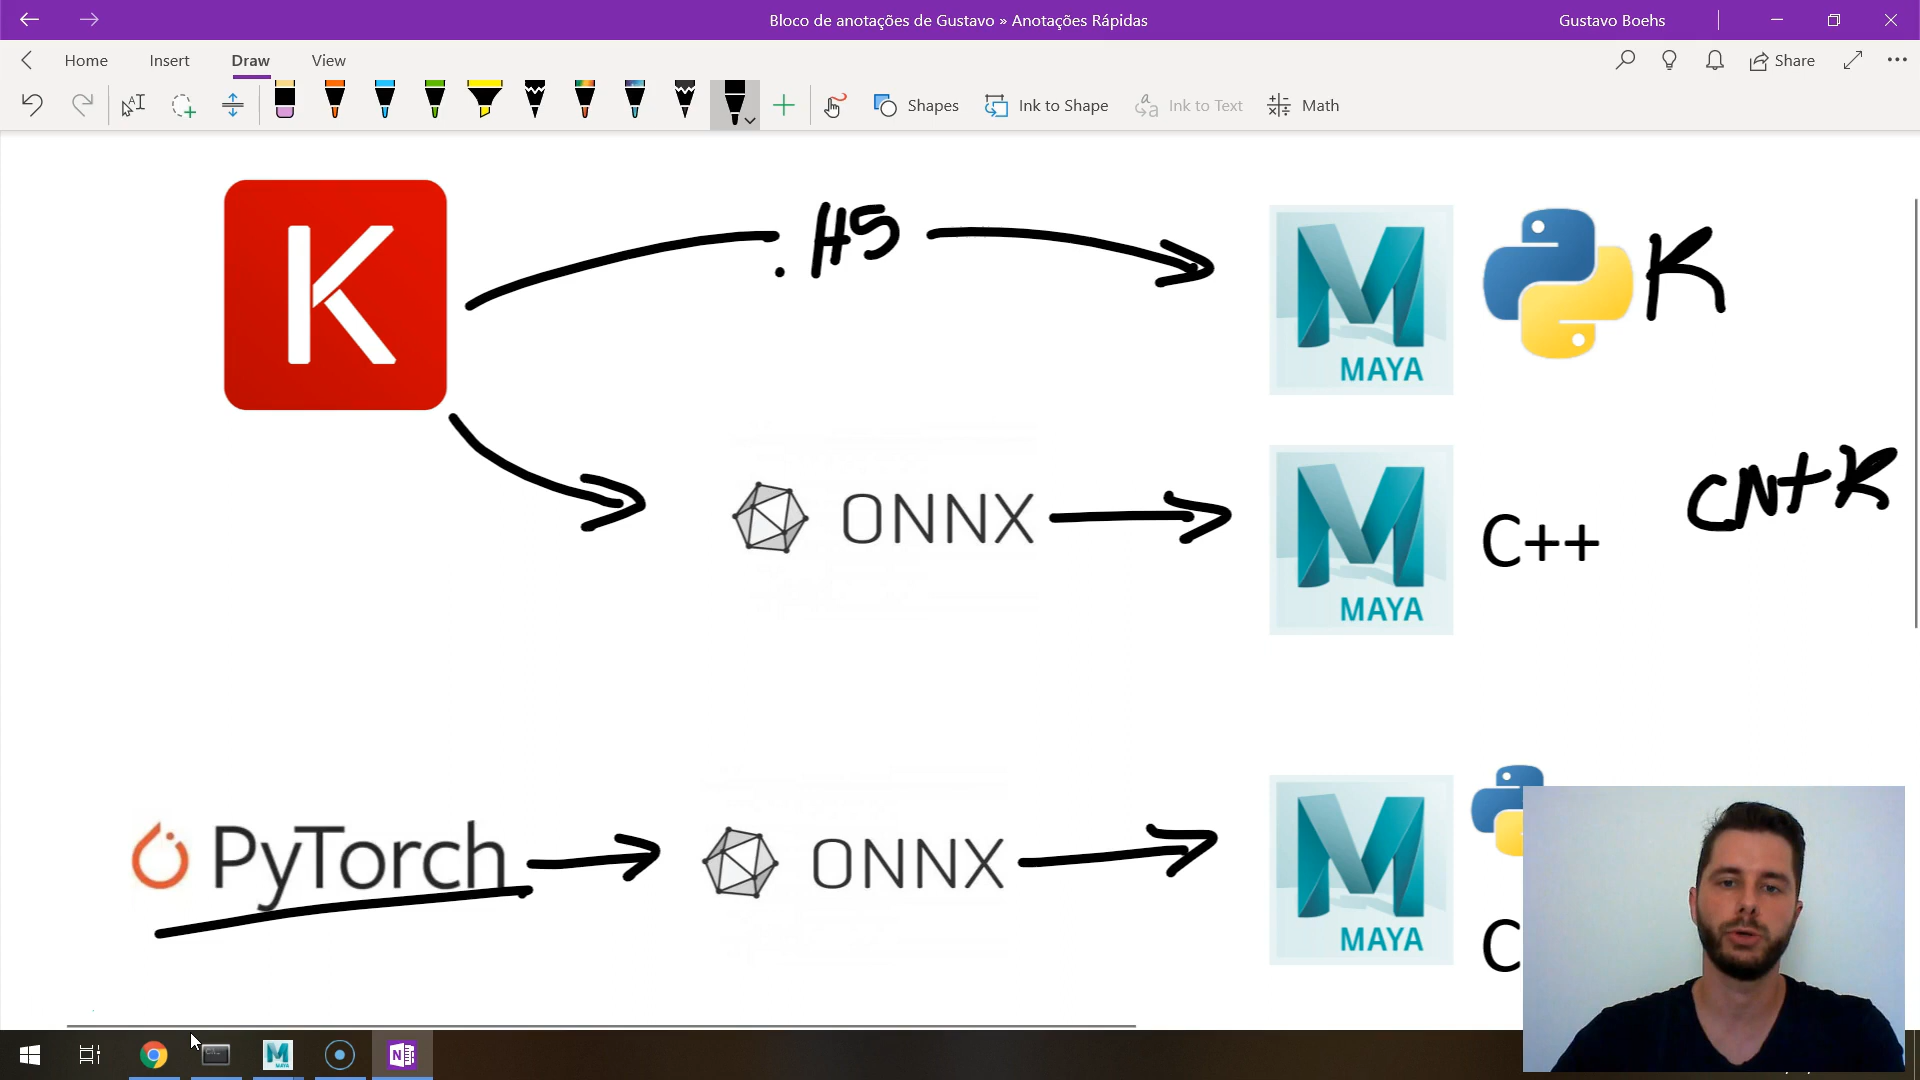 Bloco de anotações de Gustavo » Anotações Rápidas
Gustavo Boehs
Home Insert Draw View
Share
Shapes Ink to Shape Ink to Text Math
K
.H5
MAYA
K
ONNX
MAYA
C++
CNTK
PyTorch
ONNX
MAYA
C